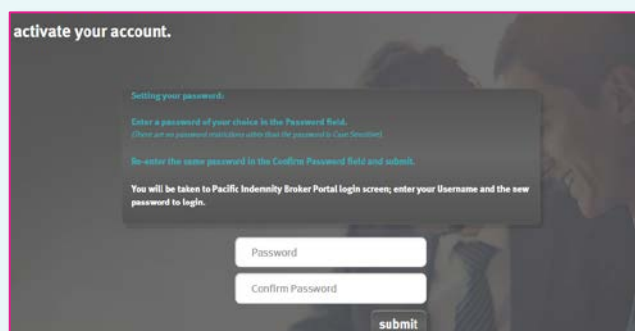 activate your account.
Setting your password:
Enter a password of your choice in the Password field.
(There are no password restrictions other than the password is Case Sensitive)
Re-enter the same password in the Confirm Password field and submit.
You will be taken to Pacific Indemnity Broker Portal login screen; enter your Username and the new
password to login.
Password
Confirm Password
submit